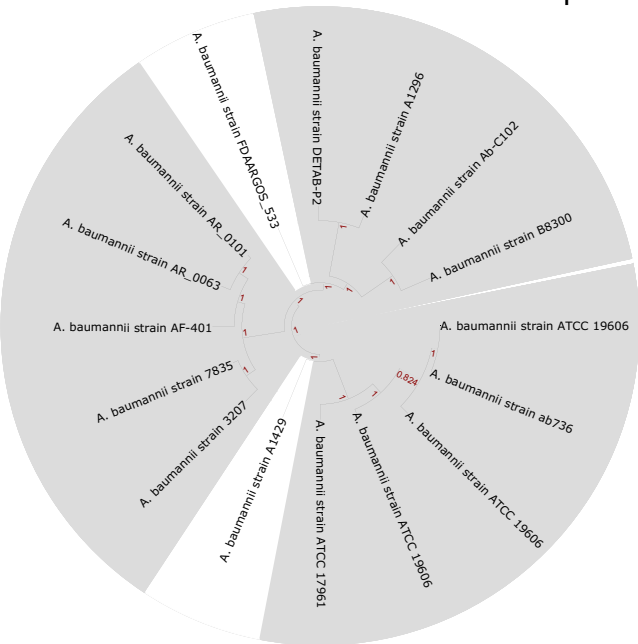 A. baumannii strain FDAARGOS_533
A. baumannii strain DETAB-P2
A. baumannii strain A1296
A. baumannii strain Ab-C102
A. baumannii strain B8300
A. baumannii strain AR_0101
A. baumannii strain AR_0063
A. baumannii strain AF-401
A. baumannii strain 7835
A. baumannii strain 3207
A. baumannii strain A1429
A. baumannii strain ATCC 17961
A. baumannii strain ATCC 19606
A. baumannii strain ATCC 19606
A. baumannii strain ab736
A. baumannii strain ATCC 19606
1
1
1
1
1
1
1
1
1
1
1
1
1
1
0.824